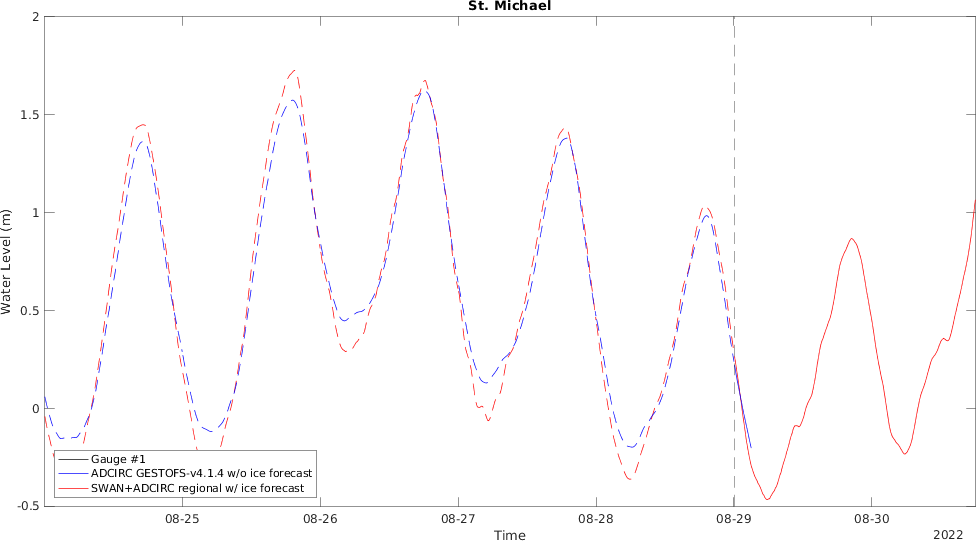 St. Michael
2
1.5
1
0.5
0
-0.5
Water Level (m)
Gauge #1
ADCIRC GESTOFS-v4.1.4 w/o ice forecast
SWAN+ADCIRC regional w/ ice forecast
08-25 08-26 08-27 08-28 08-29 08-30
Time
2022